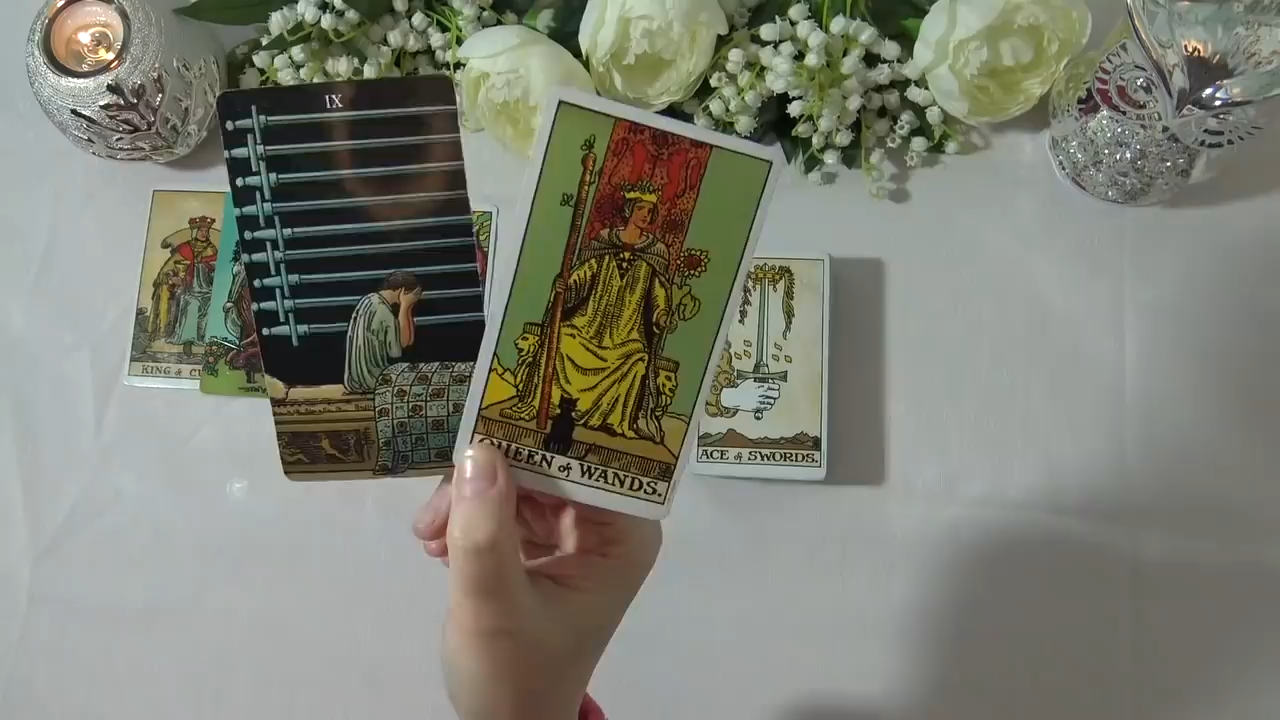 IX
KING of C
QUEEN of WANDS.
ACE of SWORDS.